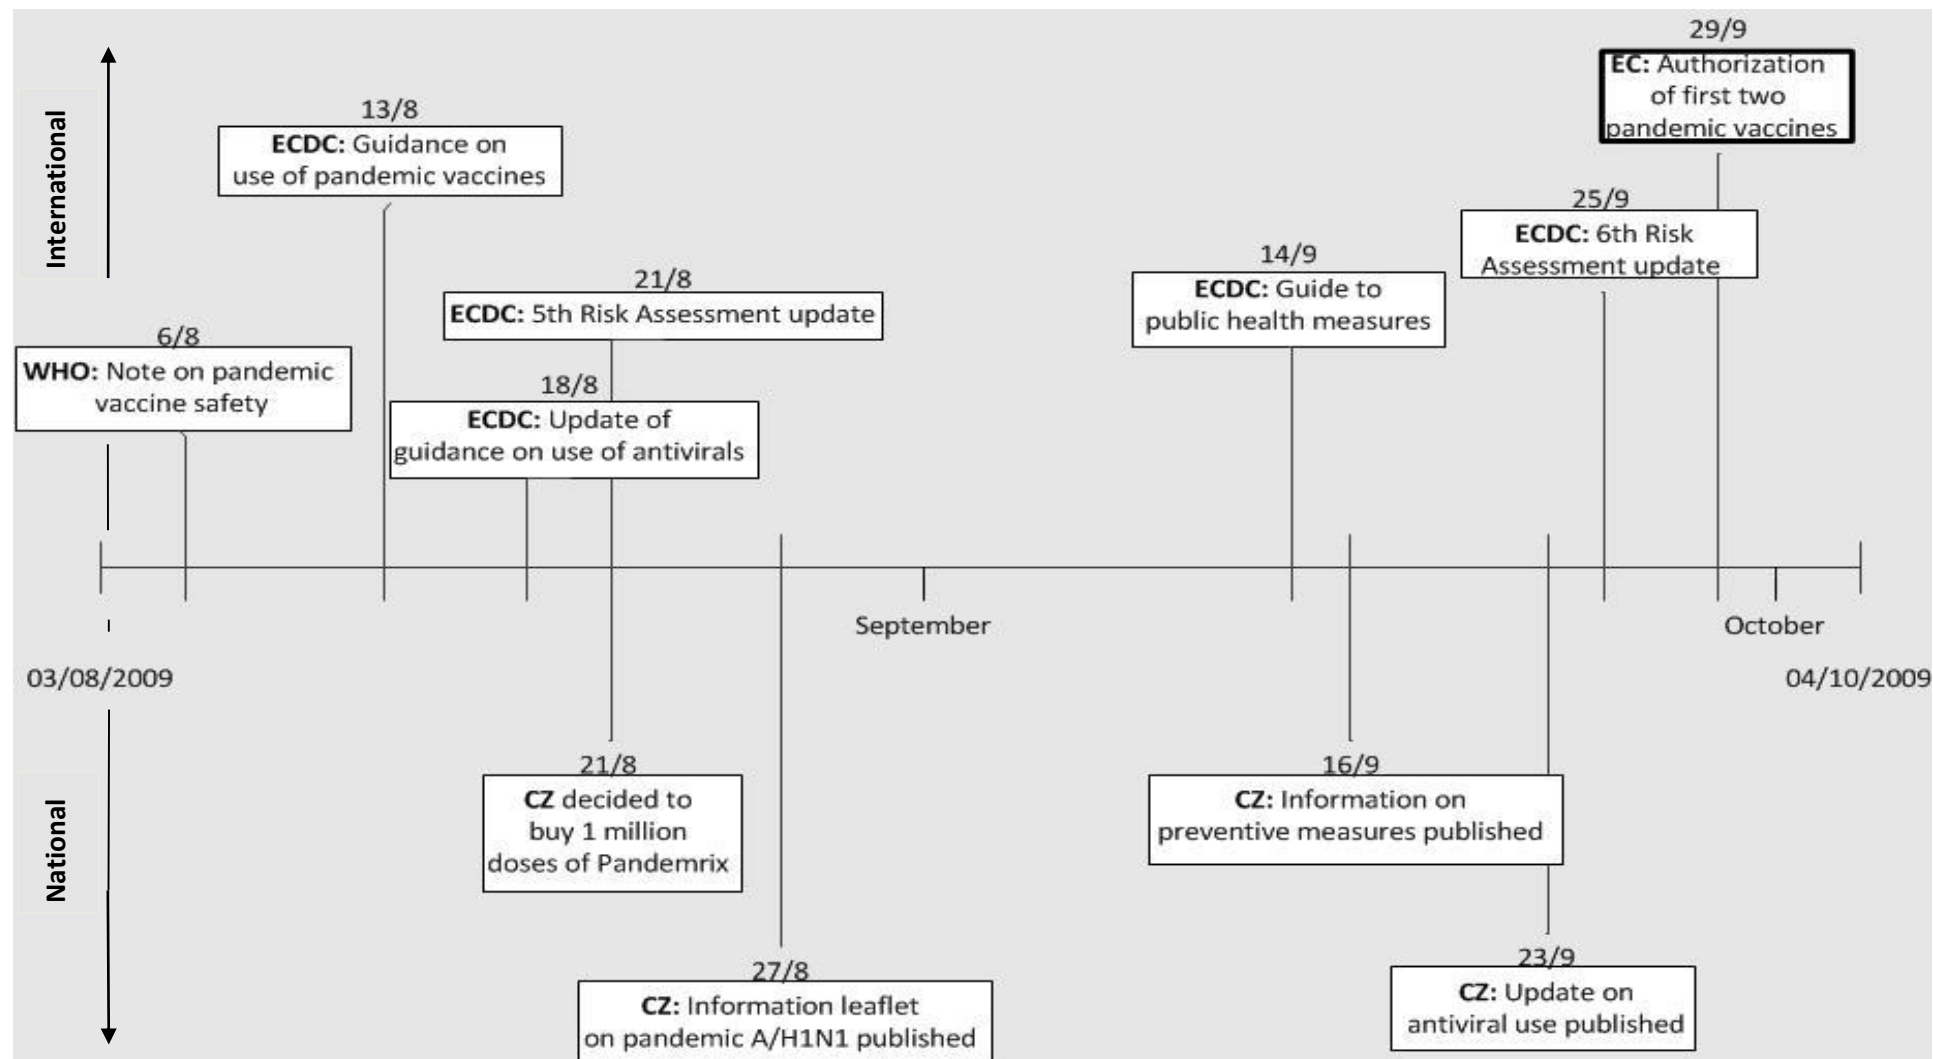 International
29/9
EC: Authorization
of first two
pandemic vaccines
13/8
ECDC: Guidance on
use of pandemic vaccines
25/9
ECDC: 6th Risk
Assessment update
14/9
ECDC: Guide to
public health measures
21/8
ECDC: 5th Risk Assessment update
6/8
WHO: Note on pandemic
vaccine safety
18/8
ECDC: Update of
guidance on use of antivirals
September
October
03/08/2009
04/10/2009
National
21/8
CZ decided to
buy 1 million
doses of Pandemrix
16/9
CZ: Information on
preventive measures published
27/8
CZ: Information leaflet
on pandemic A/H1N1 published
23/9
CZ: Update on
antiviral use published